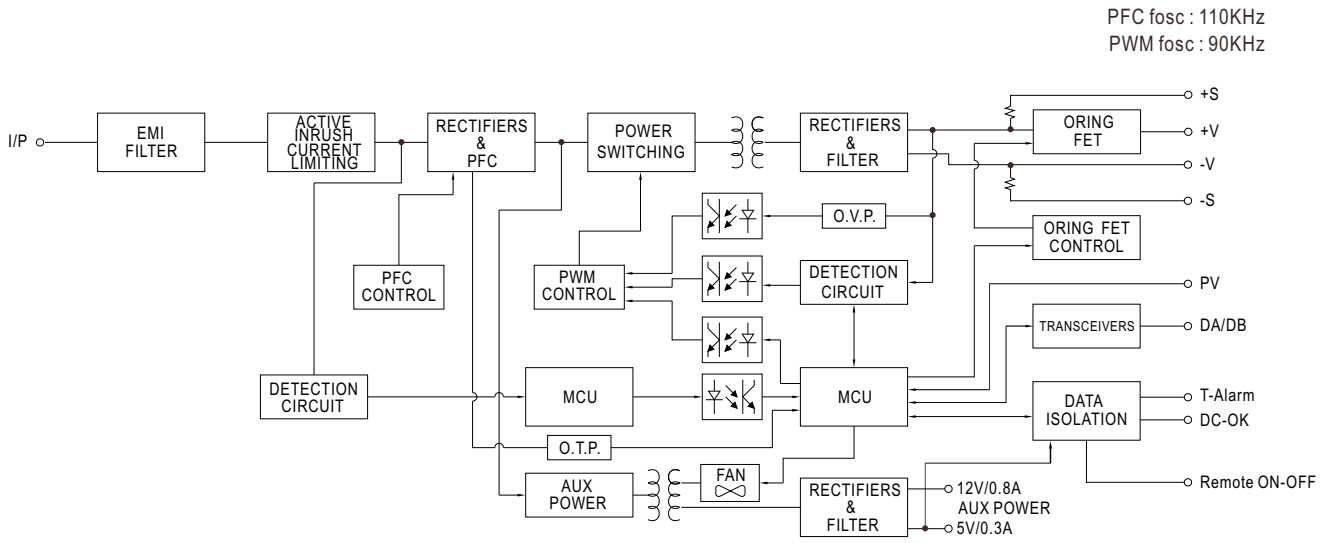 PFC fosc : 110KHz
PWM fosc : 90KHz
I/P
EMI
FILTER
ACTIVE
INRUSH
CURRENT
LIMITING
RECTIFIERS
&
PFC
POWER
SWITCHING
RECTIFIERS
&
FILTER
ORING
FET
+S
+V
-V
-S
O.V.P.
ORING FET
CONTROL
PFC
CONTROL
PWM
CONTROL
DETECTION
CIRCUIT
PV
TRANSCEIVERS
DA/DB
DETECTION
CIRCUIT
MCU
MCU
DATA
ISOLATION
T-Alarm
DC-OK
O.T.P.
AUX
POWER
FAN
RECTIFIERS
&
FILTER
12V/0.8A
AUX POWER
5V/0.3A
Remote ON-OFF